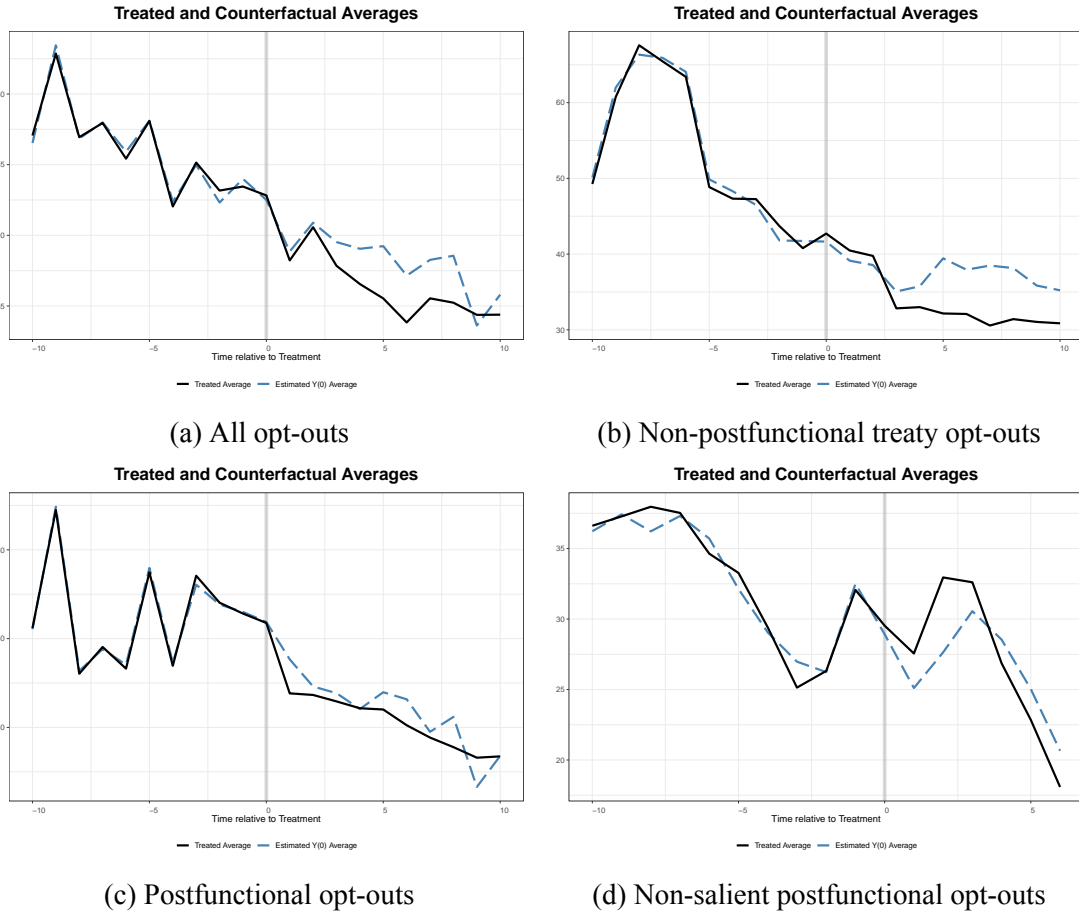 Treated and Counterfactual Averages
−10
−5
0
5
10
Time relative to Treatment
Treated Average
Estimated Y(0) Average
(a) All opt-outs
Treated and Counterfactual Averages
60
50
40
30
−10
−5
0
5
10
Time relative to Treatment
Treated Average
Estimated Y(0) Average
(b) Non-postfunctional treaty opt-outs
Treated and Counterfactual Averages
−10
−5
0
5
10
Time relative to Treatment
Treated Average
Estimated Y(0) Average
(c) Postfunctional opt-outs
Treated and Counterfactual Averages
35
30
25
20
−5
0
Time relative to Treatment
Treated Average
Estimated Y(0) Average
(d) Non-salient postfunctional opt-outs